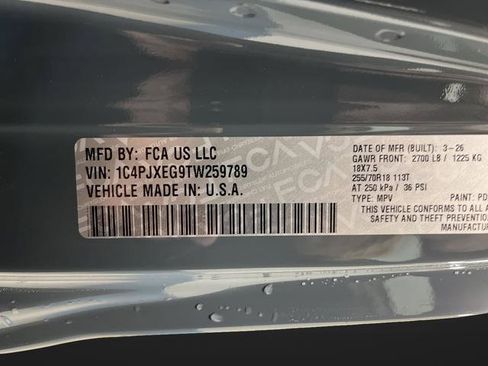 MFD BY: FCA US LLC
VIN: 1C4PJXEG9TW259789
VEHICLE MADE IN: U.S.A.
DATE OF MFR (BUILT): 3-26
GAWR FRONT: 2700 LB / 1225 KG
18X7.5
255/70R18 113T
AT 250 kPa / 36 PSI
TYPE: MPV PAINT: PD
THIS VEHICLE CONFORMS TO ALL
SAFETY AND THEFT PREVENTION
MANUFACTUR